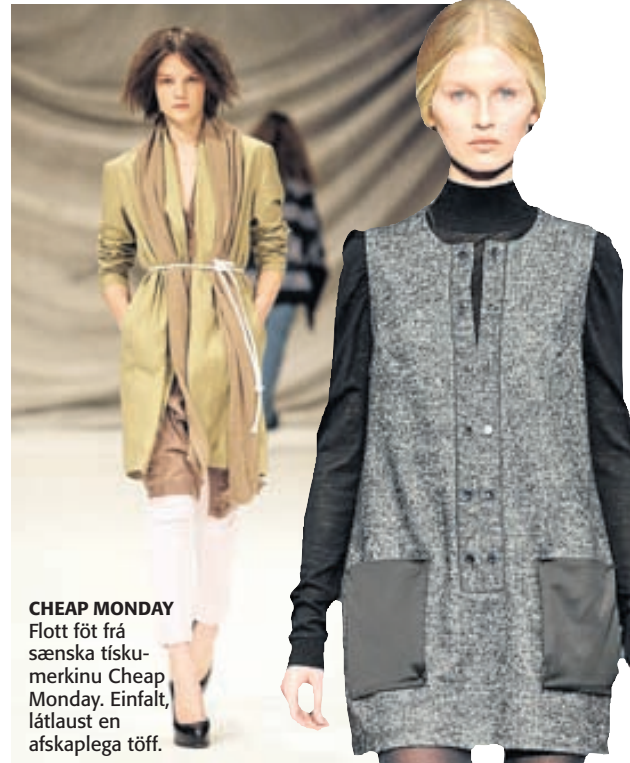 CHEAP MONDAY
Flott föt frá
sænska tísku-
merkinu Cheap
Monday. Einfalt,
látlaust en
afskaplega töff.